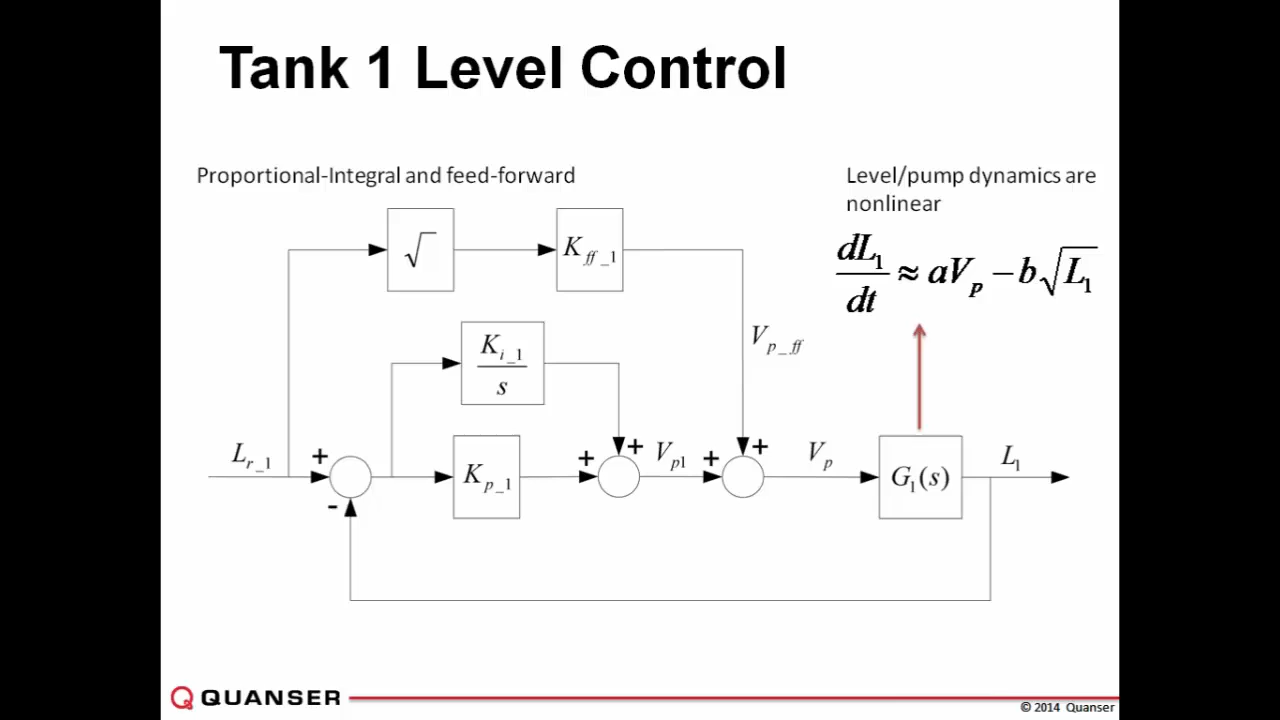 Tank 1 Level Control
Proportional-Integral and feed-forward
Level/pump dynamics are
nonlinear
dL₁/dt ≈ aVₚ − b√L₁
√
K_ff_1
V_p_ff
K_i_1
s
L_r_1
+
-
K_p_1
+
+
V_p1
+
+
V_p
G₁(s)
L₁
QUANSER
© 2014 Quanser